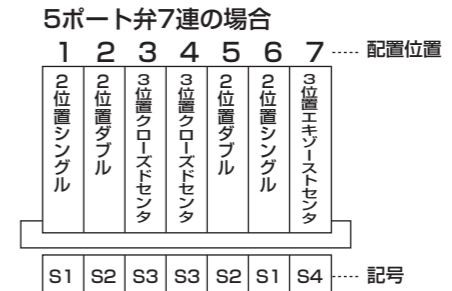 5ポート弁7連の場合
1 2 3 4 5 6 7 ····· 配置位置
2位置シングル
2位置ダブル
3位置クローズドセンタ
3位置クローズドセンタ
2位置ダブル
2位置シングル
3位置エキゾーストセンタ
S1 S2 S3 S3 S2 S1 S4 ····· 記号